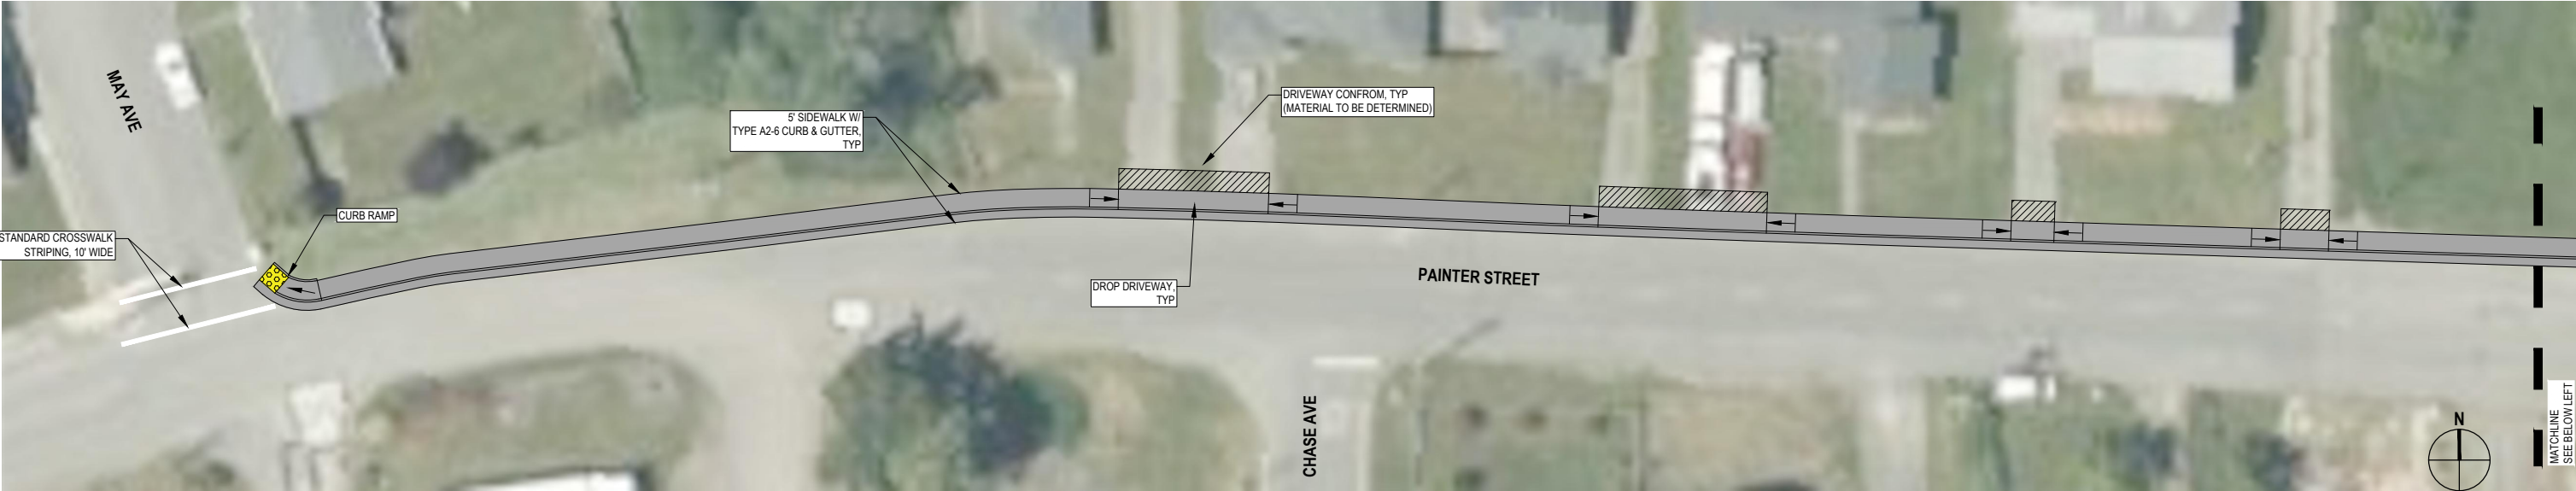 MAY AVE
STANDARD CROSSWALK
STRIPING, 10' WIDE
CURB RAMP
5' SIDEWALK W/
TYPE A2-6 CURB & GUTTER,
TYP
DRIVEWAY CONFROM, TYP
(MATERIAL TO BE DETERMINED)
DROP DRIVEWAY,
TYP
PAINTER STREET
CHASE AVE
N
MATCHLINE
SEE BELOW LEFT